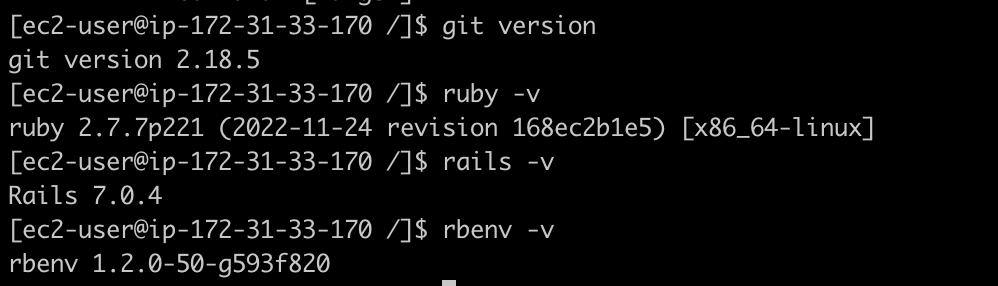 [ec2-user@ip-172-31-33-170 /]$ git version
git version 2.18.5
[ec2-user@ip-172-31-33-170 /]$ ruby -v
ruby 2.7.7p221 (2022-11-24 revision 168ec2b1e5) [x86_64-linux]
[ec2-user@ip-172-31-33-170 /]$ rails -v
Rails 7.0.4
[ec2-user@ip-172-31-33-170 /]$ rbenv -v
rbenv 1.2.0-50-g593f820